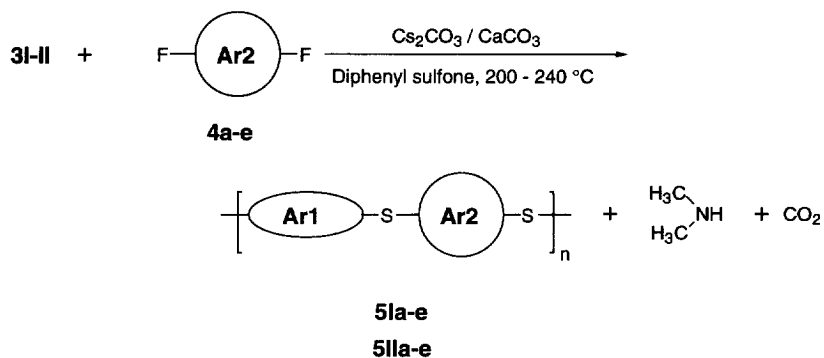 3I-II + F Ar2 F Cs2CO3 / CaCO3
Diphenyl sulfone, 200 - 240 °C
4a-e
Ar1 S Ar2 S n + H3C NH H3C + CO2
5Ia-e
5IIa-e